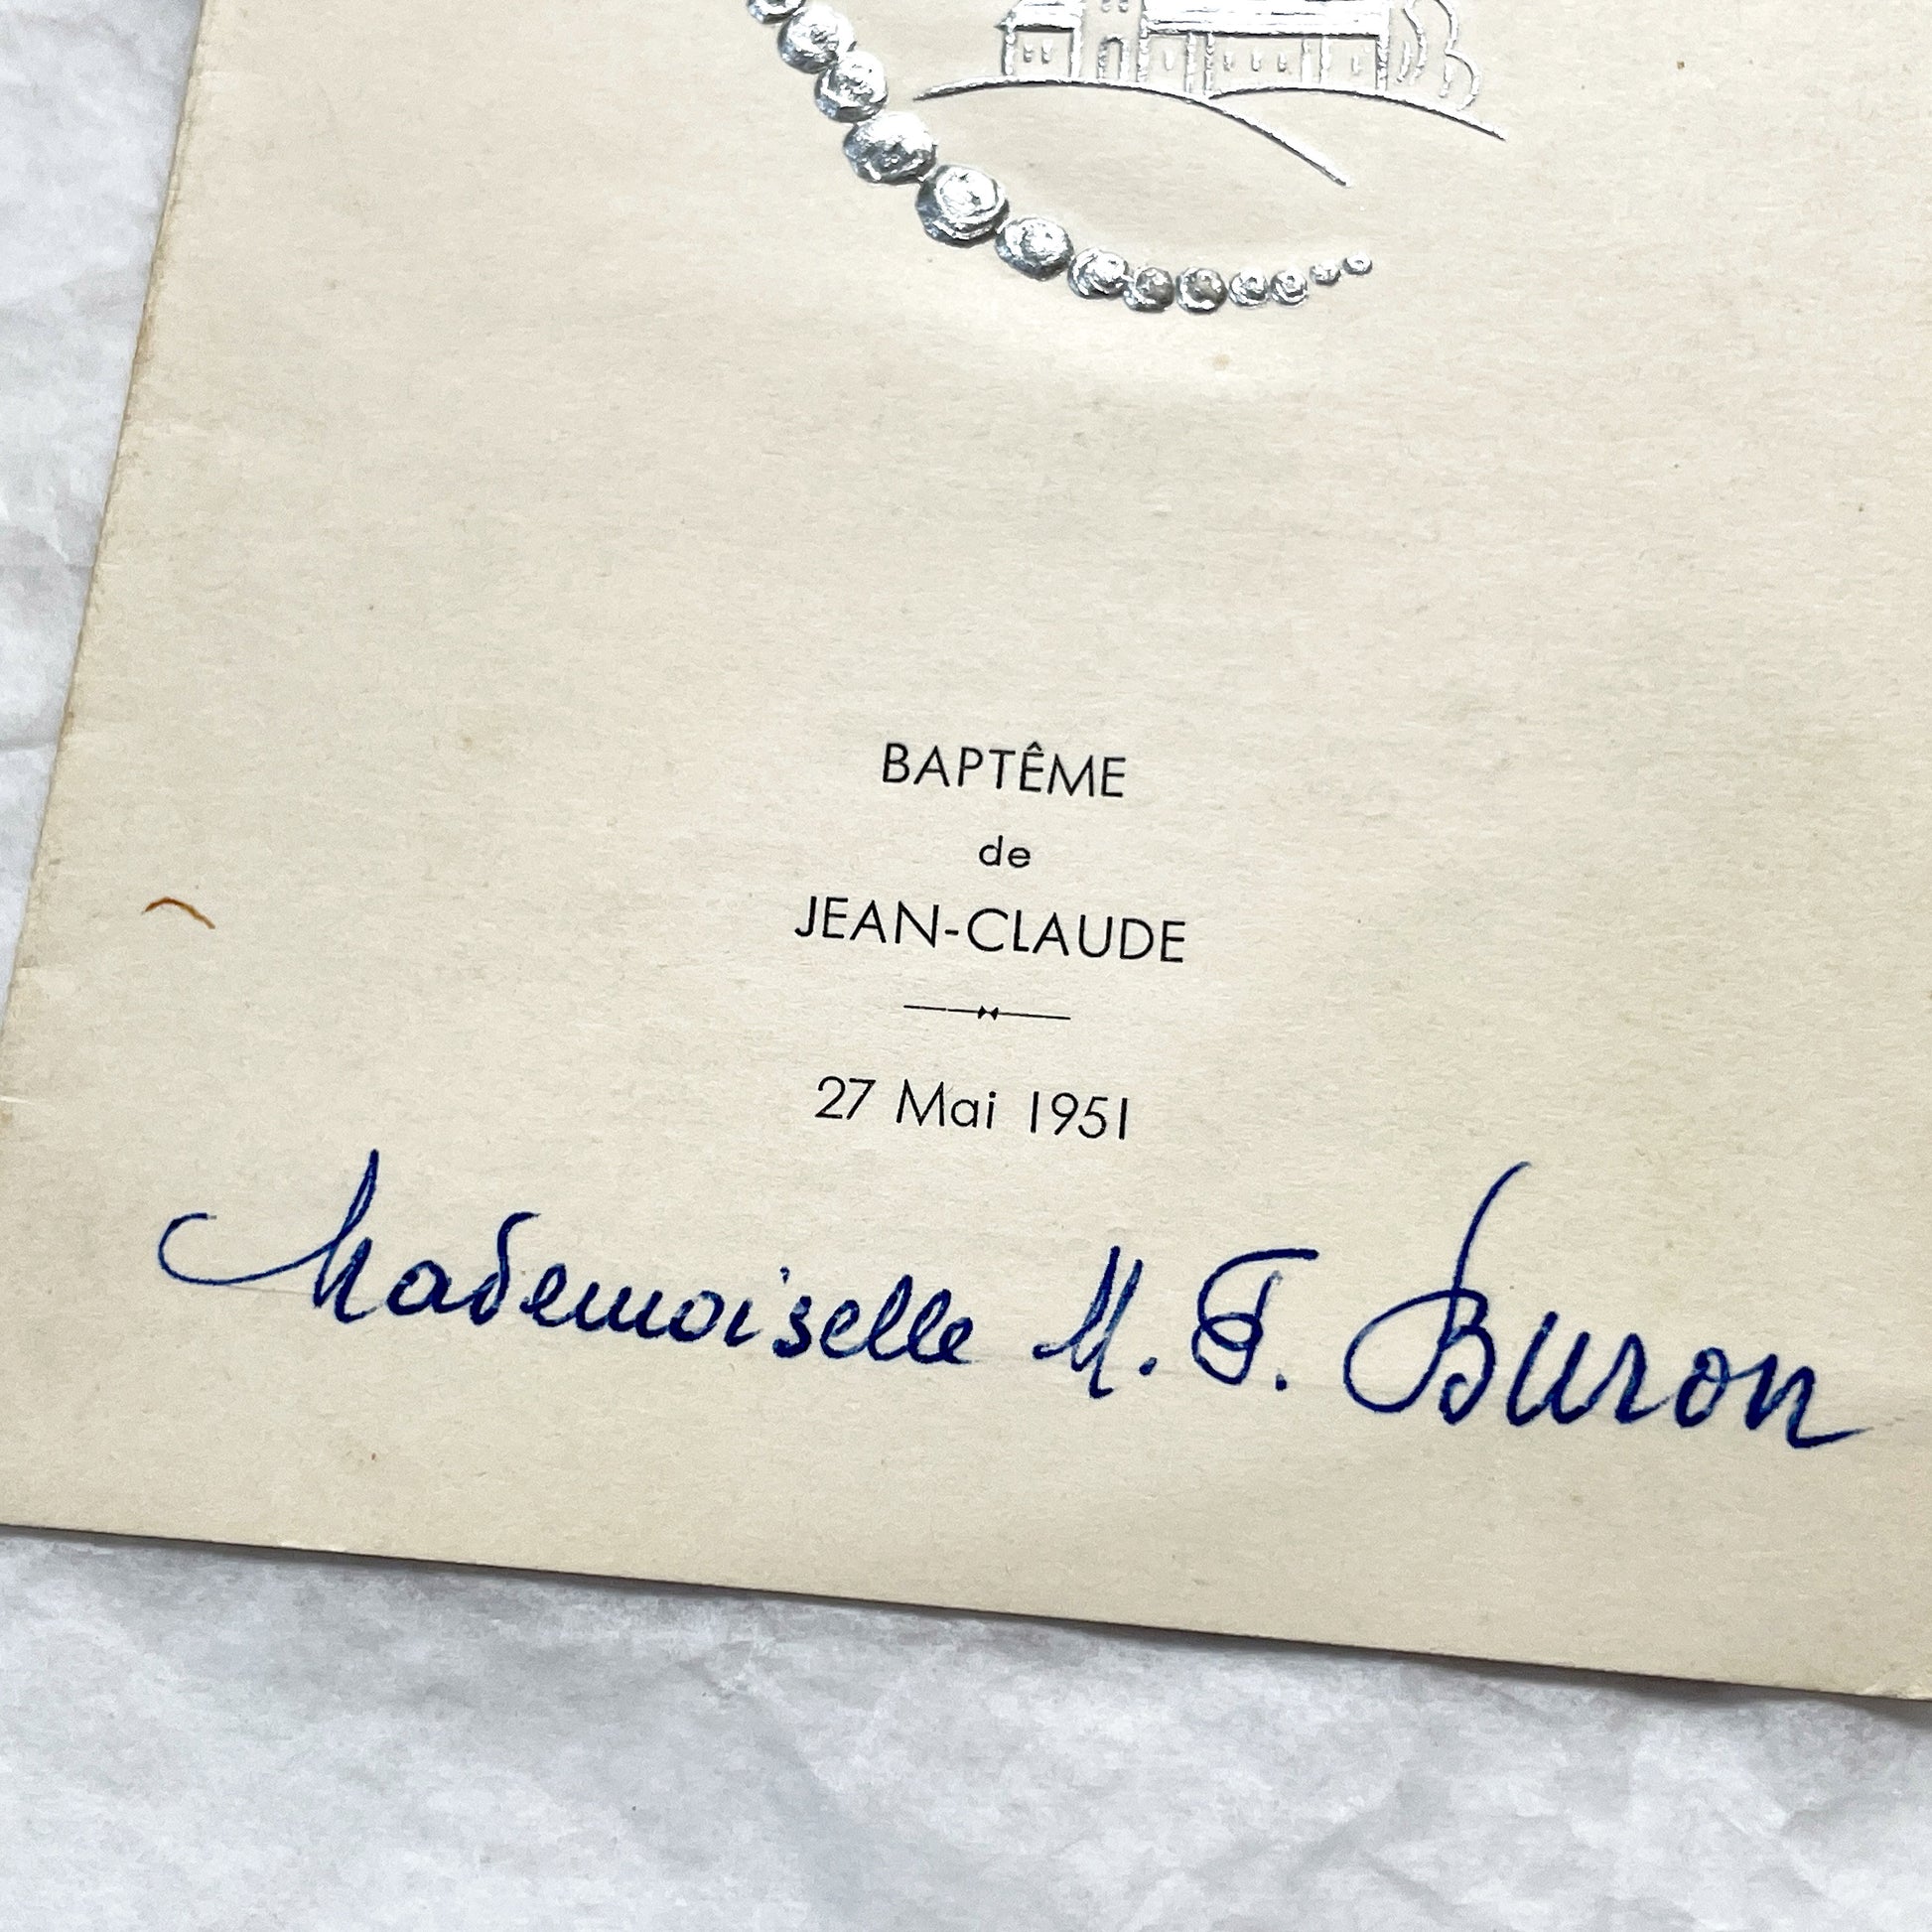 BAPTÊME
de
JEAN-CLAUDE
27 Mai 1951
Mademoiselle M. F. Buron